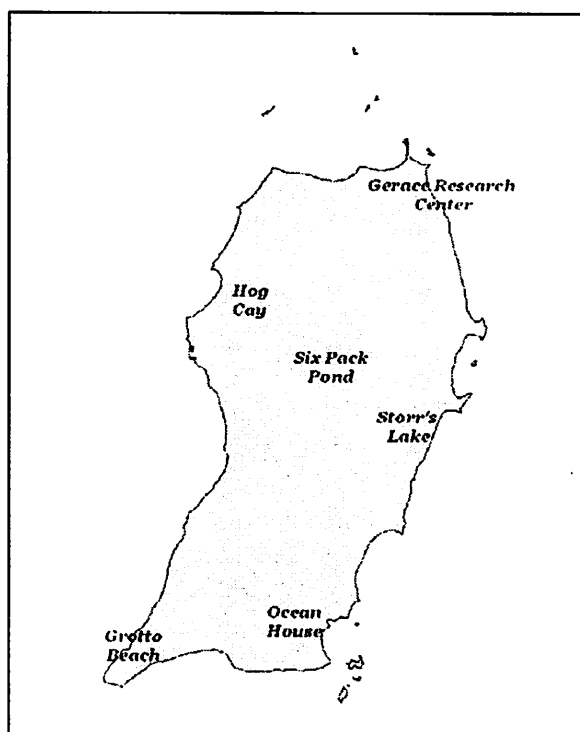 Gerace Research
Center
Hog
Cay
Six Pack
Pond
Storr's
Lake
Ocean
House
Grotto
Beach